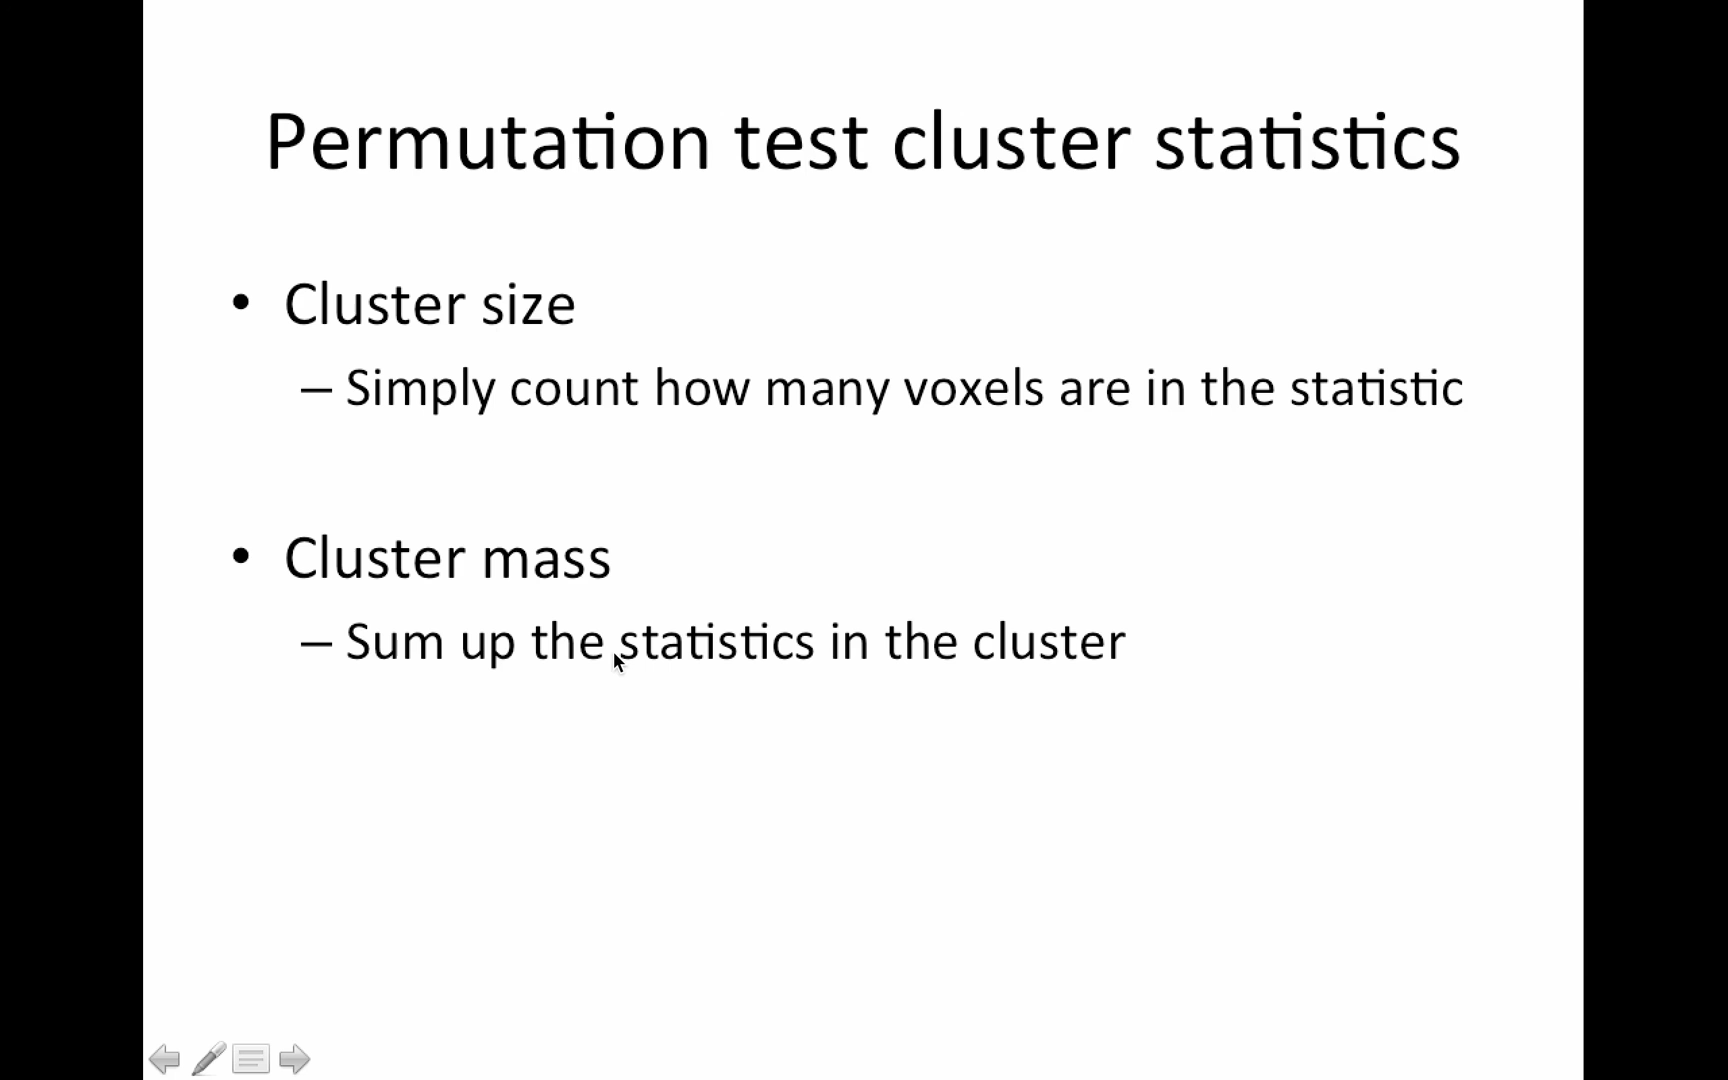 Permutation test cluster statistics
• Cluster size
– Simply count how many voxels are in the statistic
• Cluster mass
– Sum up the statistics in the cluster